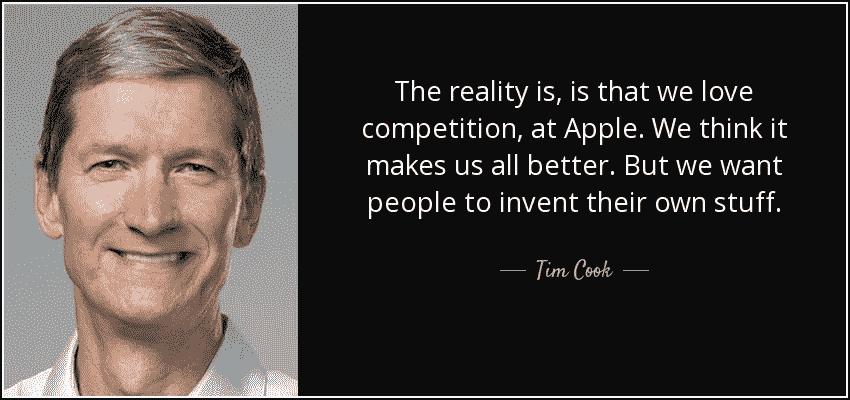 The reality is, is that we love
competition, at Apple. We think it
makes us all better. But we want
people to invent their own stuff.
Tim Cook